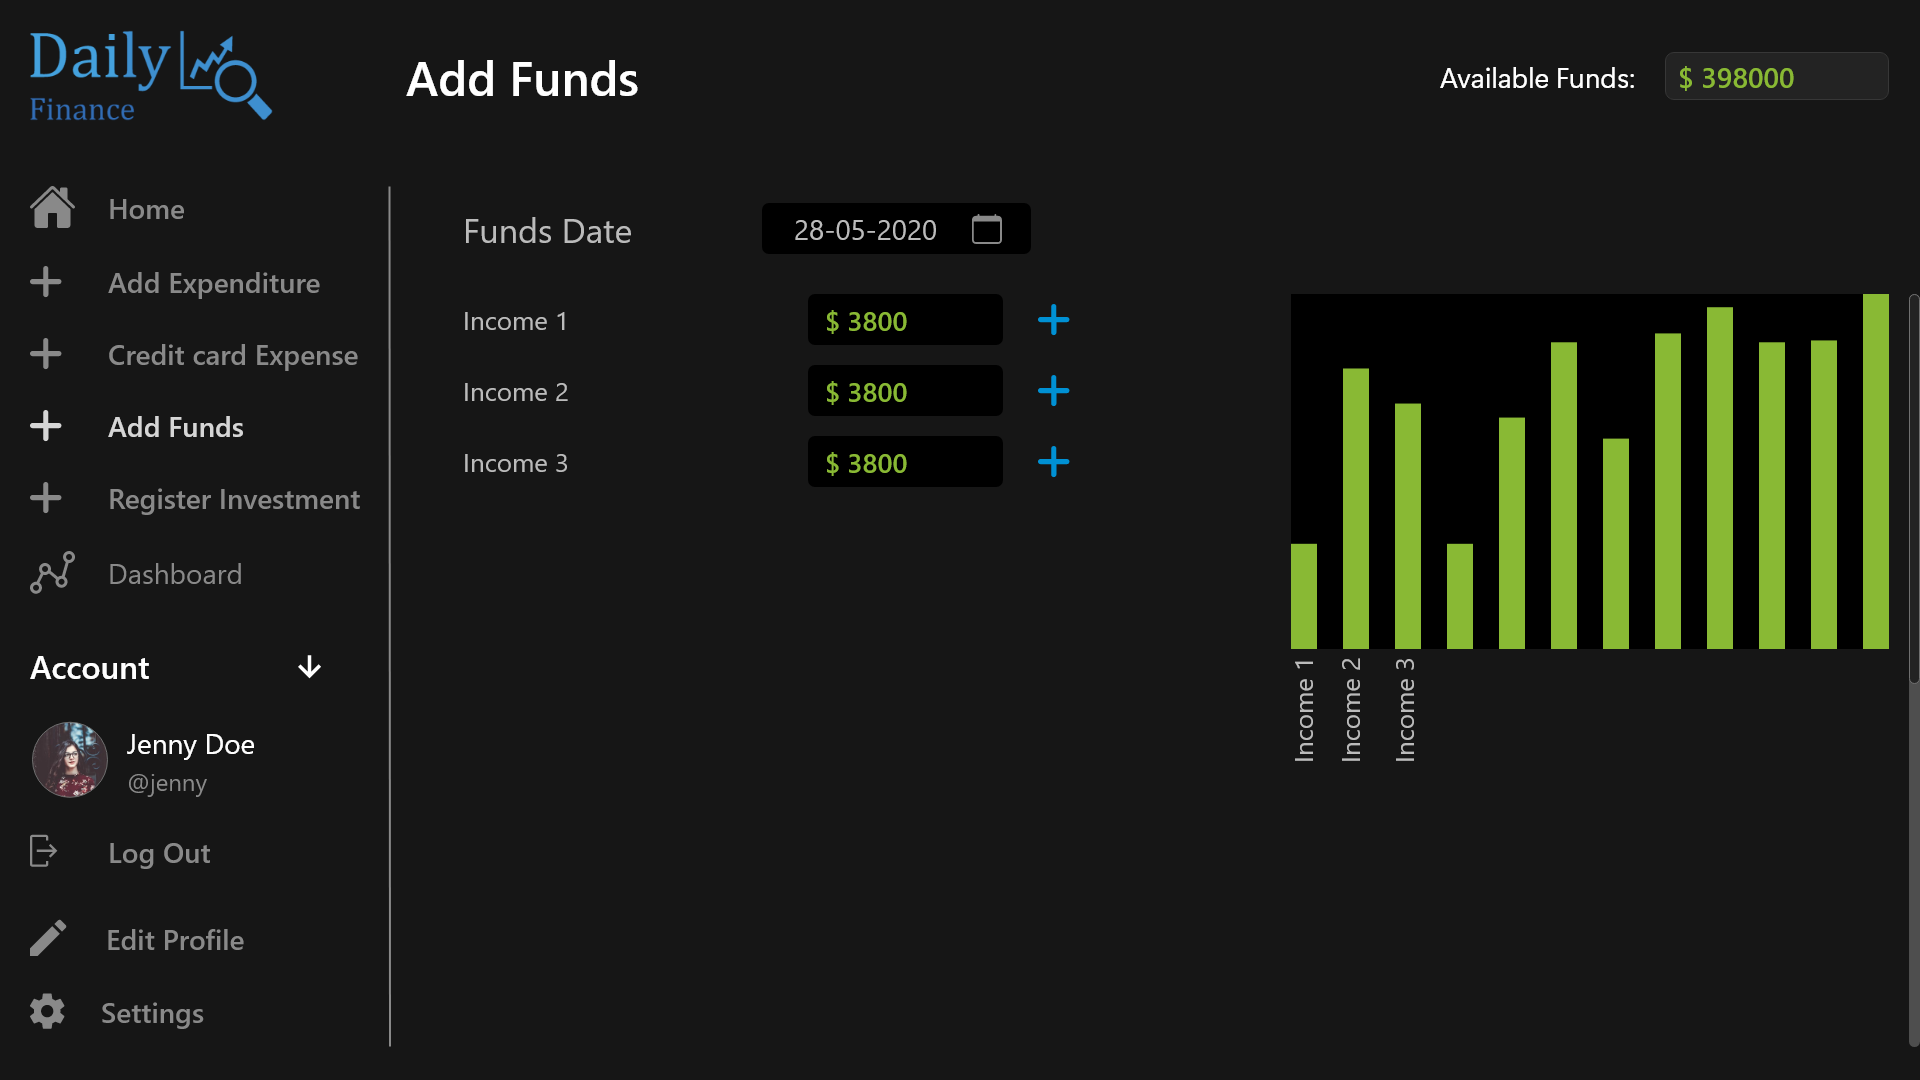 Daily
Finance
Add Funds
Available Funds:
$ 398000
Home
Add Expenditure
Credit card Expense
Add Funds
Register Investment
Dashboard
Account
Jenny Doe
@jenny
Log Out
Edit Profile
Settings
Funds Date
28-05-2020
Income 1
$ 3800
Income 2
$ 3800
Income 3
$ 3800
Income 1
Income 2
Income 3